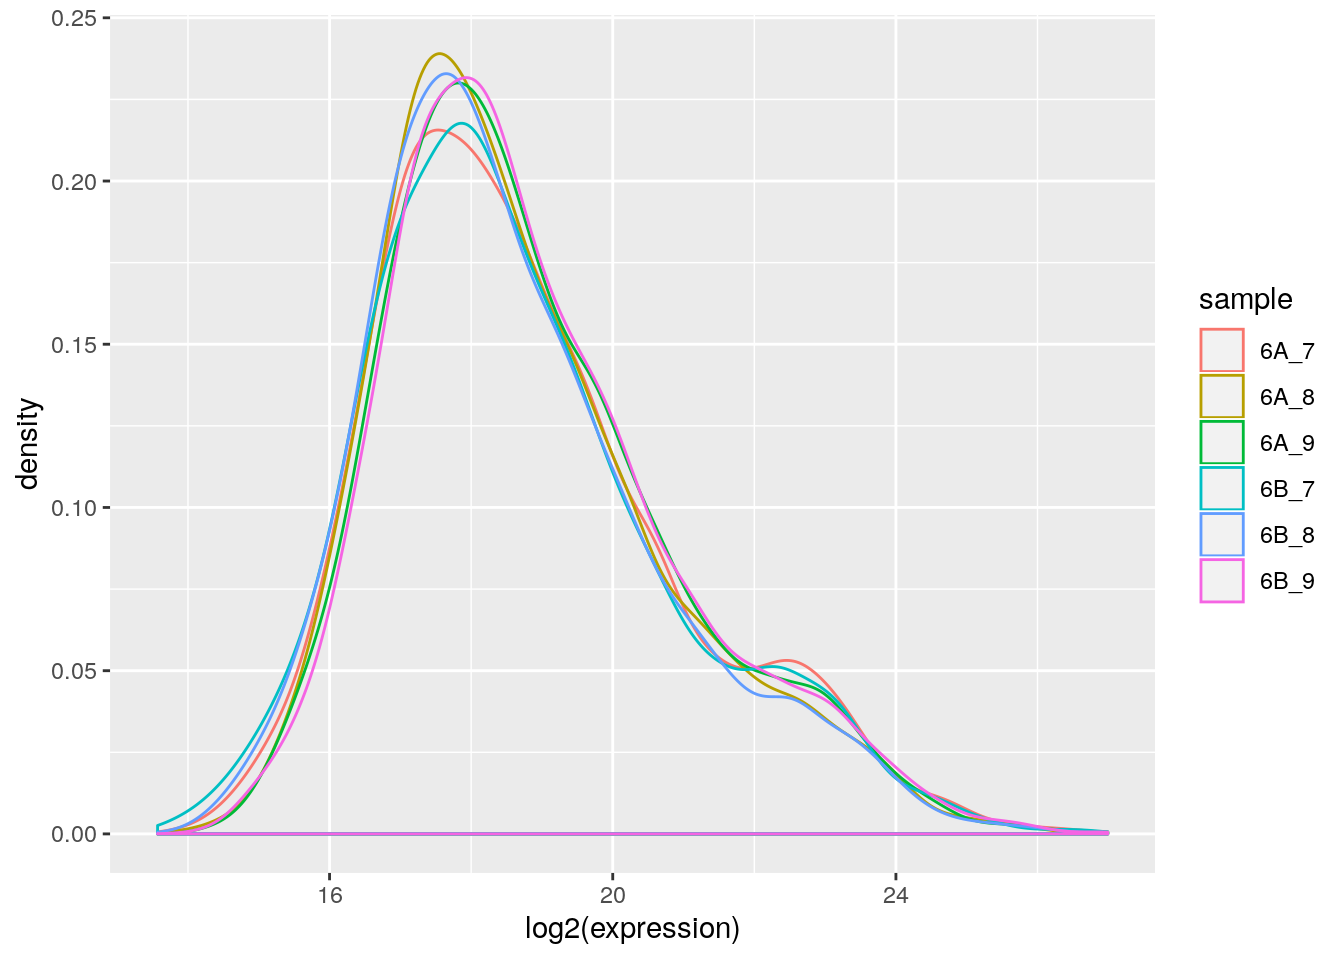 0.25
0.20
0.15
0.10
0.05
0.00
density
16
20
24
log2(expression)
sample
6A_7
6A_8
6A_9
6B_7
6B_8
6B_9